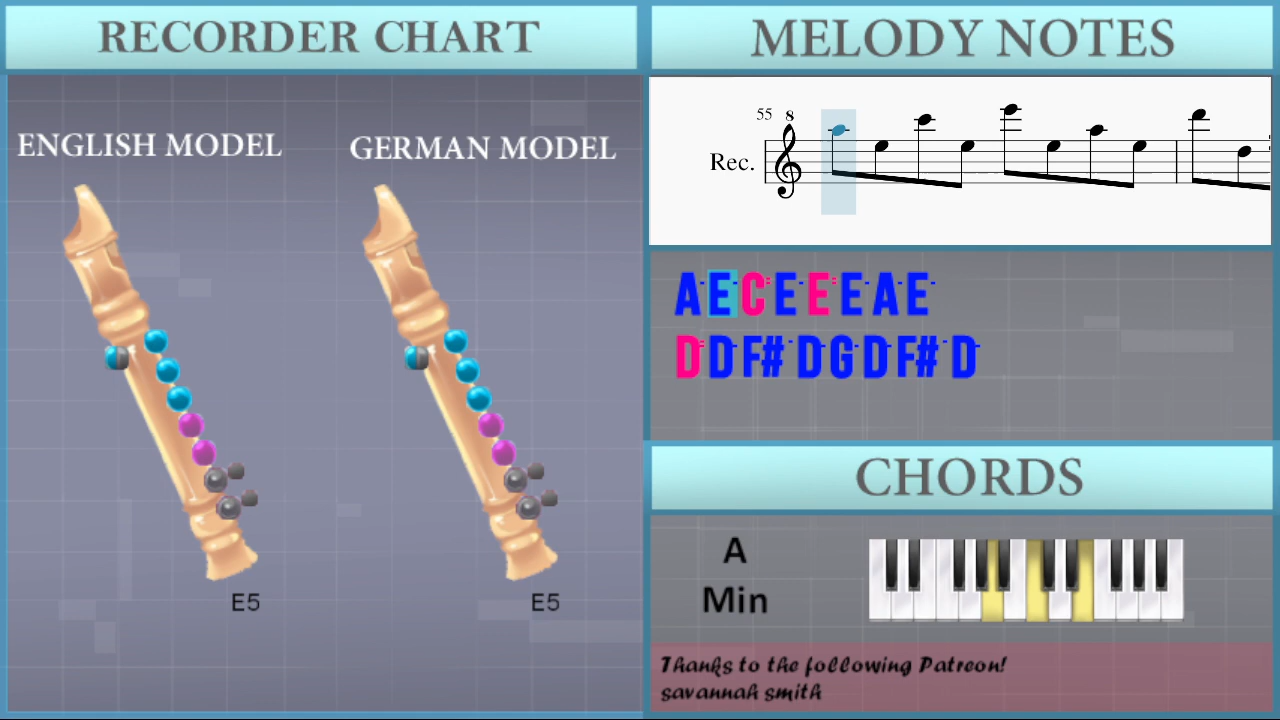 RECORDER CHART
ENGLISH MODEL
GERMAN MODEL
E5
E5
MELODY NOTES
55
8
Rec.
A E C E E E A E
D D F# D G D F# D
CHORDS
A
Min
Thanks to the following Patreon!
savannah smith